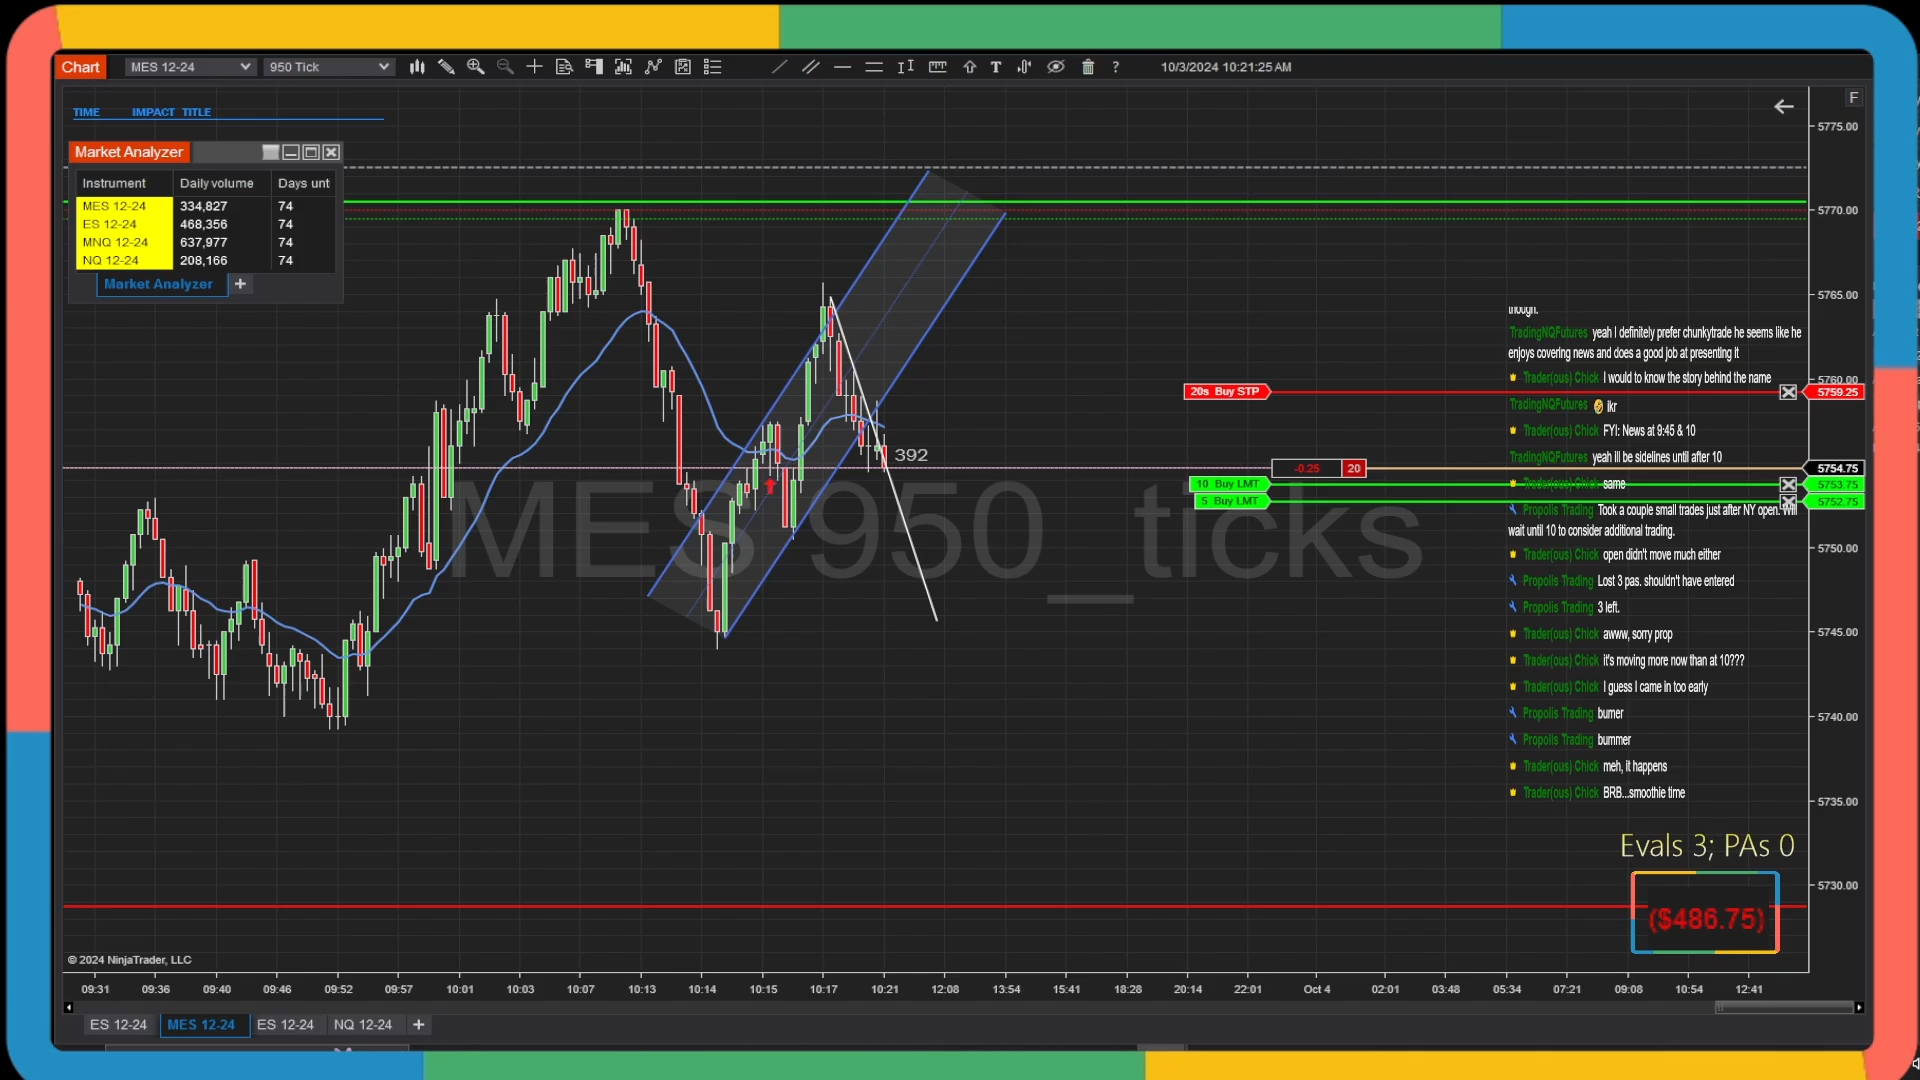 Chart
MES 12-24
950 Tick
T
?
10/3/2024 10:21:25 AM
F
TIME IMPACT TITLE
Market Analyzer
Instrument Daily volume Days unt
MES 12-24 334,827 74
ES 12-24 468,356 74
MNQ 12-24 637,977 74
NQ 12-24 208,166 74
Market Analyzer +
MES 950_ticks
392
20s Buy STP
-0.25 20
10 Buy LMT
5 Buy LMT
though.
TradingNQFutures yeah I definitely prefer chunkytrade he seems like he
enjoys covering news and does a good job at presenting it
Trader(ous) Chick I would to know the story behind the name
TradingNQFutures ikr
Trader(ous) Chick FYI: News at 9:45 & 10
TradingNQFutures yeah ill be sidelines until after 10
Trader(ous) Chick same
Propolis Trading Took a couple small trades just after NY open. Will
wait until 10 to consider additional trading.
Trader(ous) Chick open didn't move much either
Propolis Trading Lost 3 pas. shouldn't have entered
Propolis Trading 3 left.
Trader(ous) Chick awww, sorry prop
Trader(ous) Chick it's moving more now than at 10???
Trader(ous) Chick I guess I came in too early
Propolis Trading bumer
Propolis Trading bummer
Trader(ous) Chick meh, it happens
Trader(ous) Chick BRB...smoothie time
Evals 3; PAs 0
($486.75)
5775.00
5770.00
5765.00
5760.00
5759.25
5754.75
5753.75
5752.75
5750.00
5745.00
5740.00
5735.00
5730.00
© 2024 NinjaTrader, LLC
09:31 09:36 09:40 09:46 09:52 09:57 10:01 10:03 10:07 10:13 10:14 10:15 10:17 10:21 12:08 13:54 15:41 18:28 20:14 22:01 Oct 4 02:01 03:48 05:34 07:21 09:08 10:54 12:41
ES 12-24 MES 12-24 ES 12-24 NQ 12-24 +